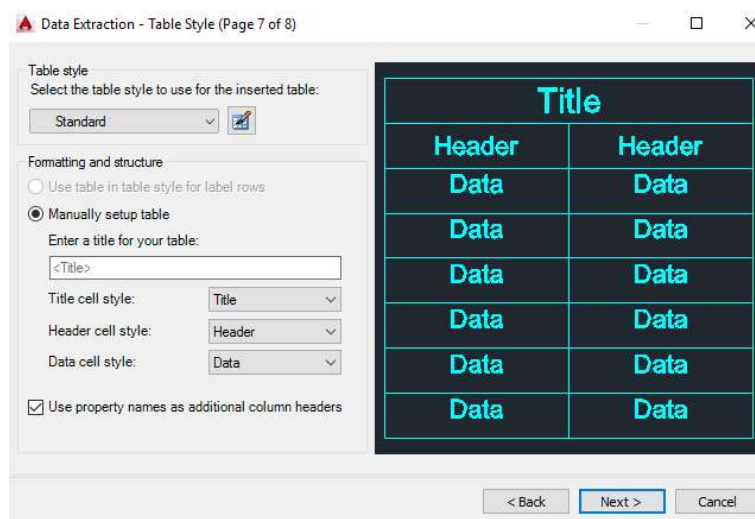 Data Extraction - Table Style (Page 7 of 8)
Table style
Select the table style to use for the inserted table:
Standard
Formatting and structure
Use table in table style for label rows
Manually setup table
Enter a title for your table:
<Title>
Title cell style: Title
Header cell style: Header
Data cell style: Data
Use property names as additional column headers
Title
Header Header
Data Data
Data Data
Data Data
Data Data
Data Data
Data Data
< Back Next > Cancel